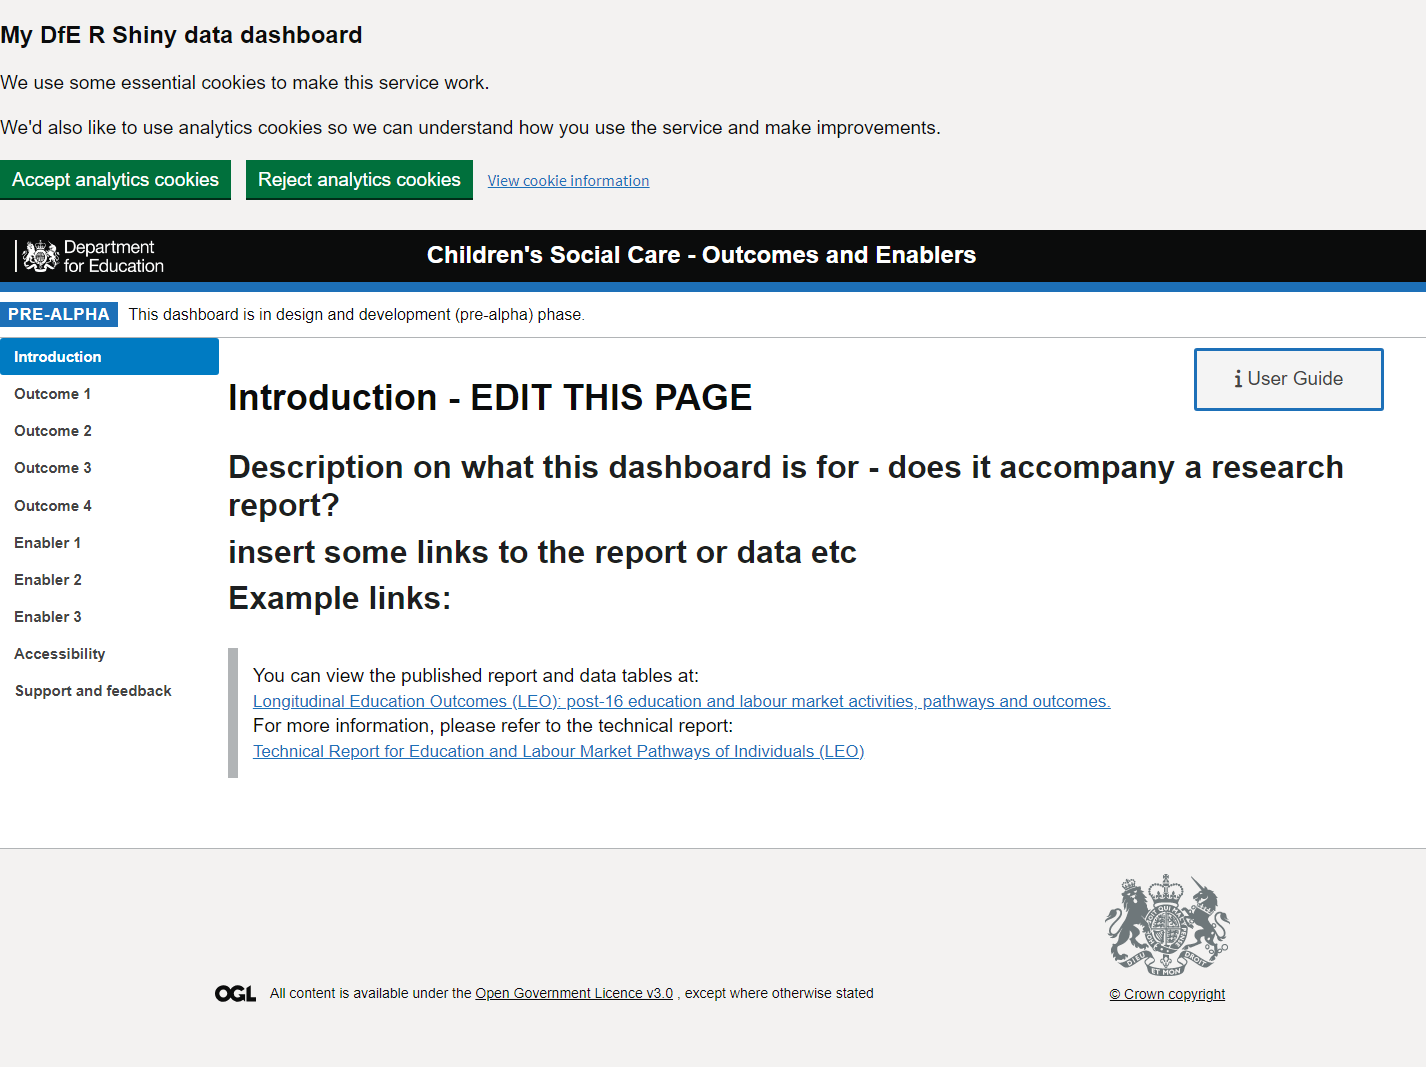 My DfE R Shiny data dashboard
We use some essential cookies to make this service work.
We'd also like to use analytics cookies so we can understand how you use the service and make improvements.
Accept analytics cookies Reject analytics cookies View cookie information
Department
for Education
Children's Social Care - Outcomes and Enablers
PRE-ALPHA This dashboard is in design and development (pre-alpha) phase.
Introduction
Outcome 1
Outcome 2
Outcome 3
Outcome 4
Enabler 1
Enabler 2
Enabler 3
Accessibility
Support and feedback
User Guide
Introduction - EDIT THIS PAGE
Description on what this dashboard is for - does it accompany a research
report?
insert some links to the report or data etc
Example links:
You can view the published report and data tables at:
Longitudinal Education Outcomes (LEO): post-16 education and labour market activities, pathways and outcomes.
For more information, please refer to the technical report:
Technical Report for Education and Labour Market Pathways of Individuals (LEO)
OGL All content is available under the Open Government Licence v3.0 , except where otherwise stated
DIEU ET MON DROIT
© Crown copyright